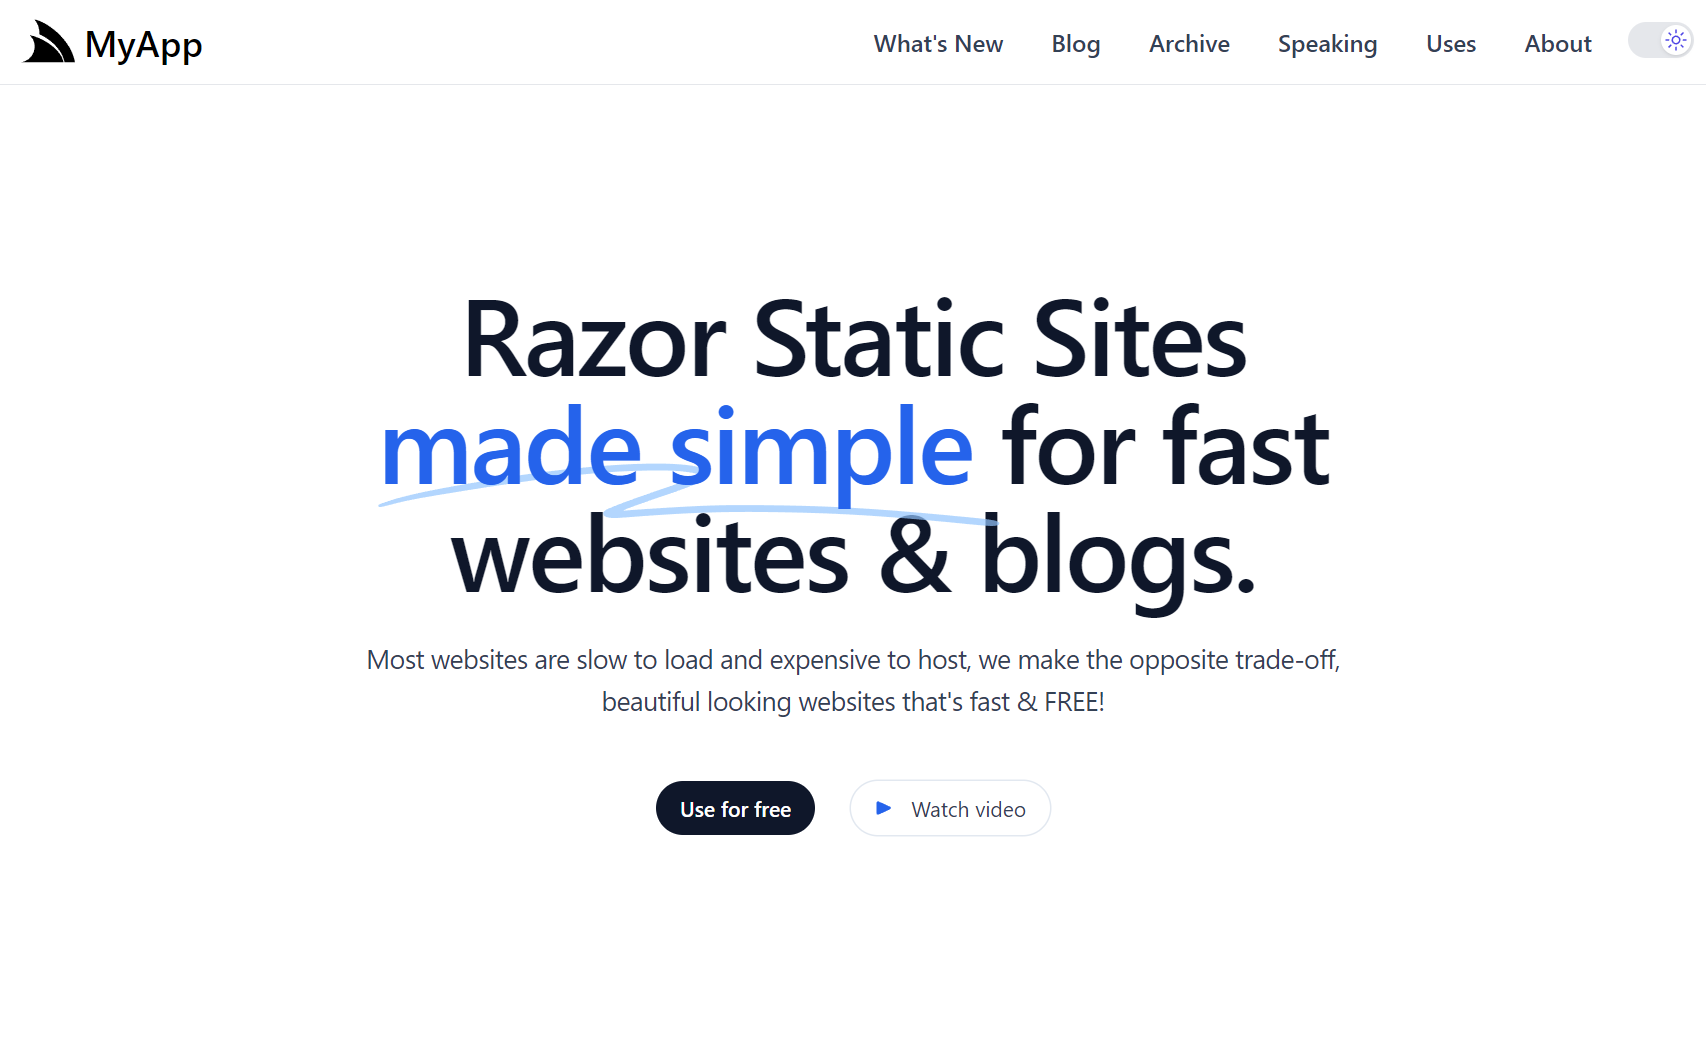 MyApp
What's New Blog Archive Speaking Uses About
Razor Static Sites
made simple for fast
websites & blogs.
Most websites are slow to load and expensive to host, we make the opposite trade-off,
beautiful looking websites that's fast & FREE!
Use for free
Watch video